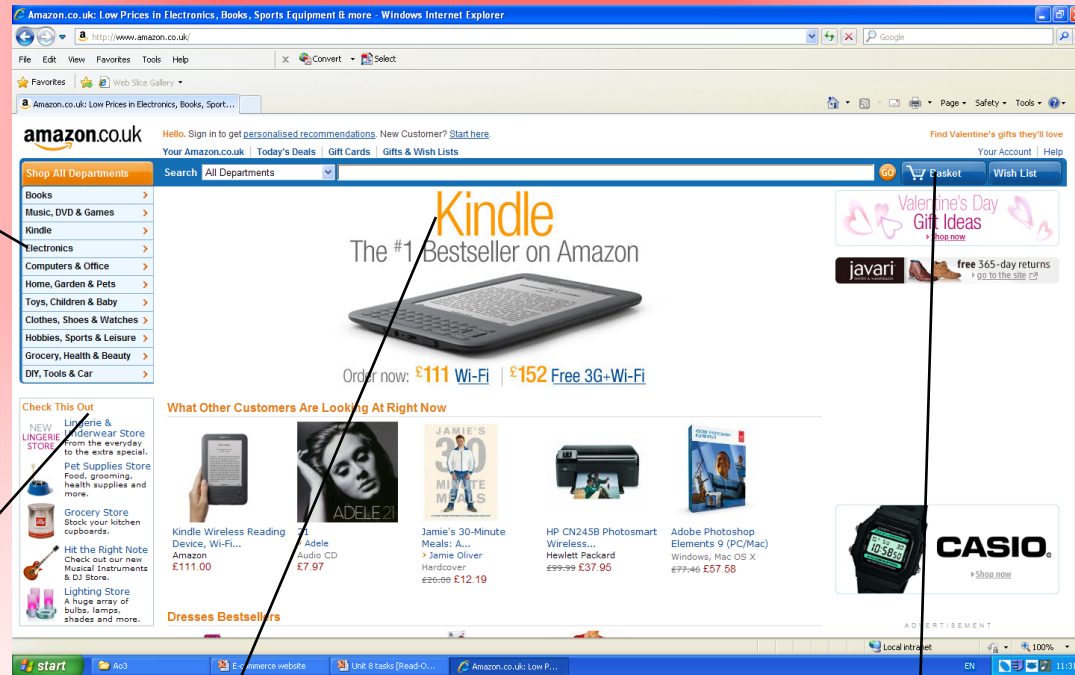 Amazon.co.uk: Low Prices in Electronics, Books, Sports Equipment & more - Windows Internet Explorer
http://www.amazon.co.uk/
Google
File Edit View Favorites Tools Help
x Convert Select
Favorites Web Slice Gallery
Amazon.co.uk: Low Prices in Electronics, Books, Sport...
Page Safety Tools
amazon.co.uk
Hello. Sign in to get personalised recommendations. New Customer? Start here.
Find Valentine's gifts they'll love
Your Amazon.co.uk | Today's Deals | Gift Cards | Gifts & Wish Lists
Your Account | Help
Shop All Departments
Search All Departments GO Basket Wish List
Books
Music, DVD & Games
Kindle
Electronics
Computers & Office
Home, Garden & Pets
Toys, Children & Baby
Clothes, Shoes & Watches
Hobbies, Sports & Leisure
Grocery, Health & Beauty
DIY, Tools & Car
Kindle
The #1 Bestseller on Amazon
Order now: £111 Wi-Fi | £152 Free 3G+Wi-Fi
Valentine's Day
Gift Ideas
Shop now
javari
SHOES & HANDBAGS
free 365-day returns
go to the site
Check This Out
NEW
LINGERIE
STORE
Lingerie &
Underwear Store
From the everyday
to the extra special.
Pet Supplies Store
Food, grooming,
health supplies and
more.
Grocery Store
Stock your kitchen
cupboards.
Hit the Right Note
Check out our new
Musical Instruments
& DJ Store.
Lighting Store
A huge array of
bulbs, lamps,
shades and more.
What Other Customers Are Looking At Right Now
ADELE 21
JAMIE'S
30
MINUTE
MEALS
Kindle Wireless Reading
Device, Wi-Fi...
Amazon
£111.00
21
› Adele
Audio CD
£7.97
Jamie's 30-Minute
Meals: A...
› Jamie Oliver
Hardcover
£26.00 £12.19
HP CN245B Photosmart
Wireless...
Hewlett Packard
£99.99 £37.95
Adobe Photoshop
Elements 9 (PC/Mac)
Windows, Mac OS X
£77.46 £57.58
CASIO
Shop now
ADVERTISEMENT
Dresses Bestsellers
Local intranet 100%
start Ao3 E-commerce website Unit 8 tasks [Read-O... Amazon.co.uk: Low P... EN